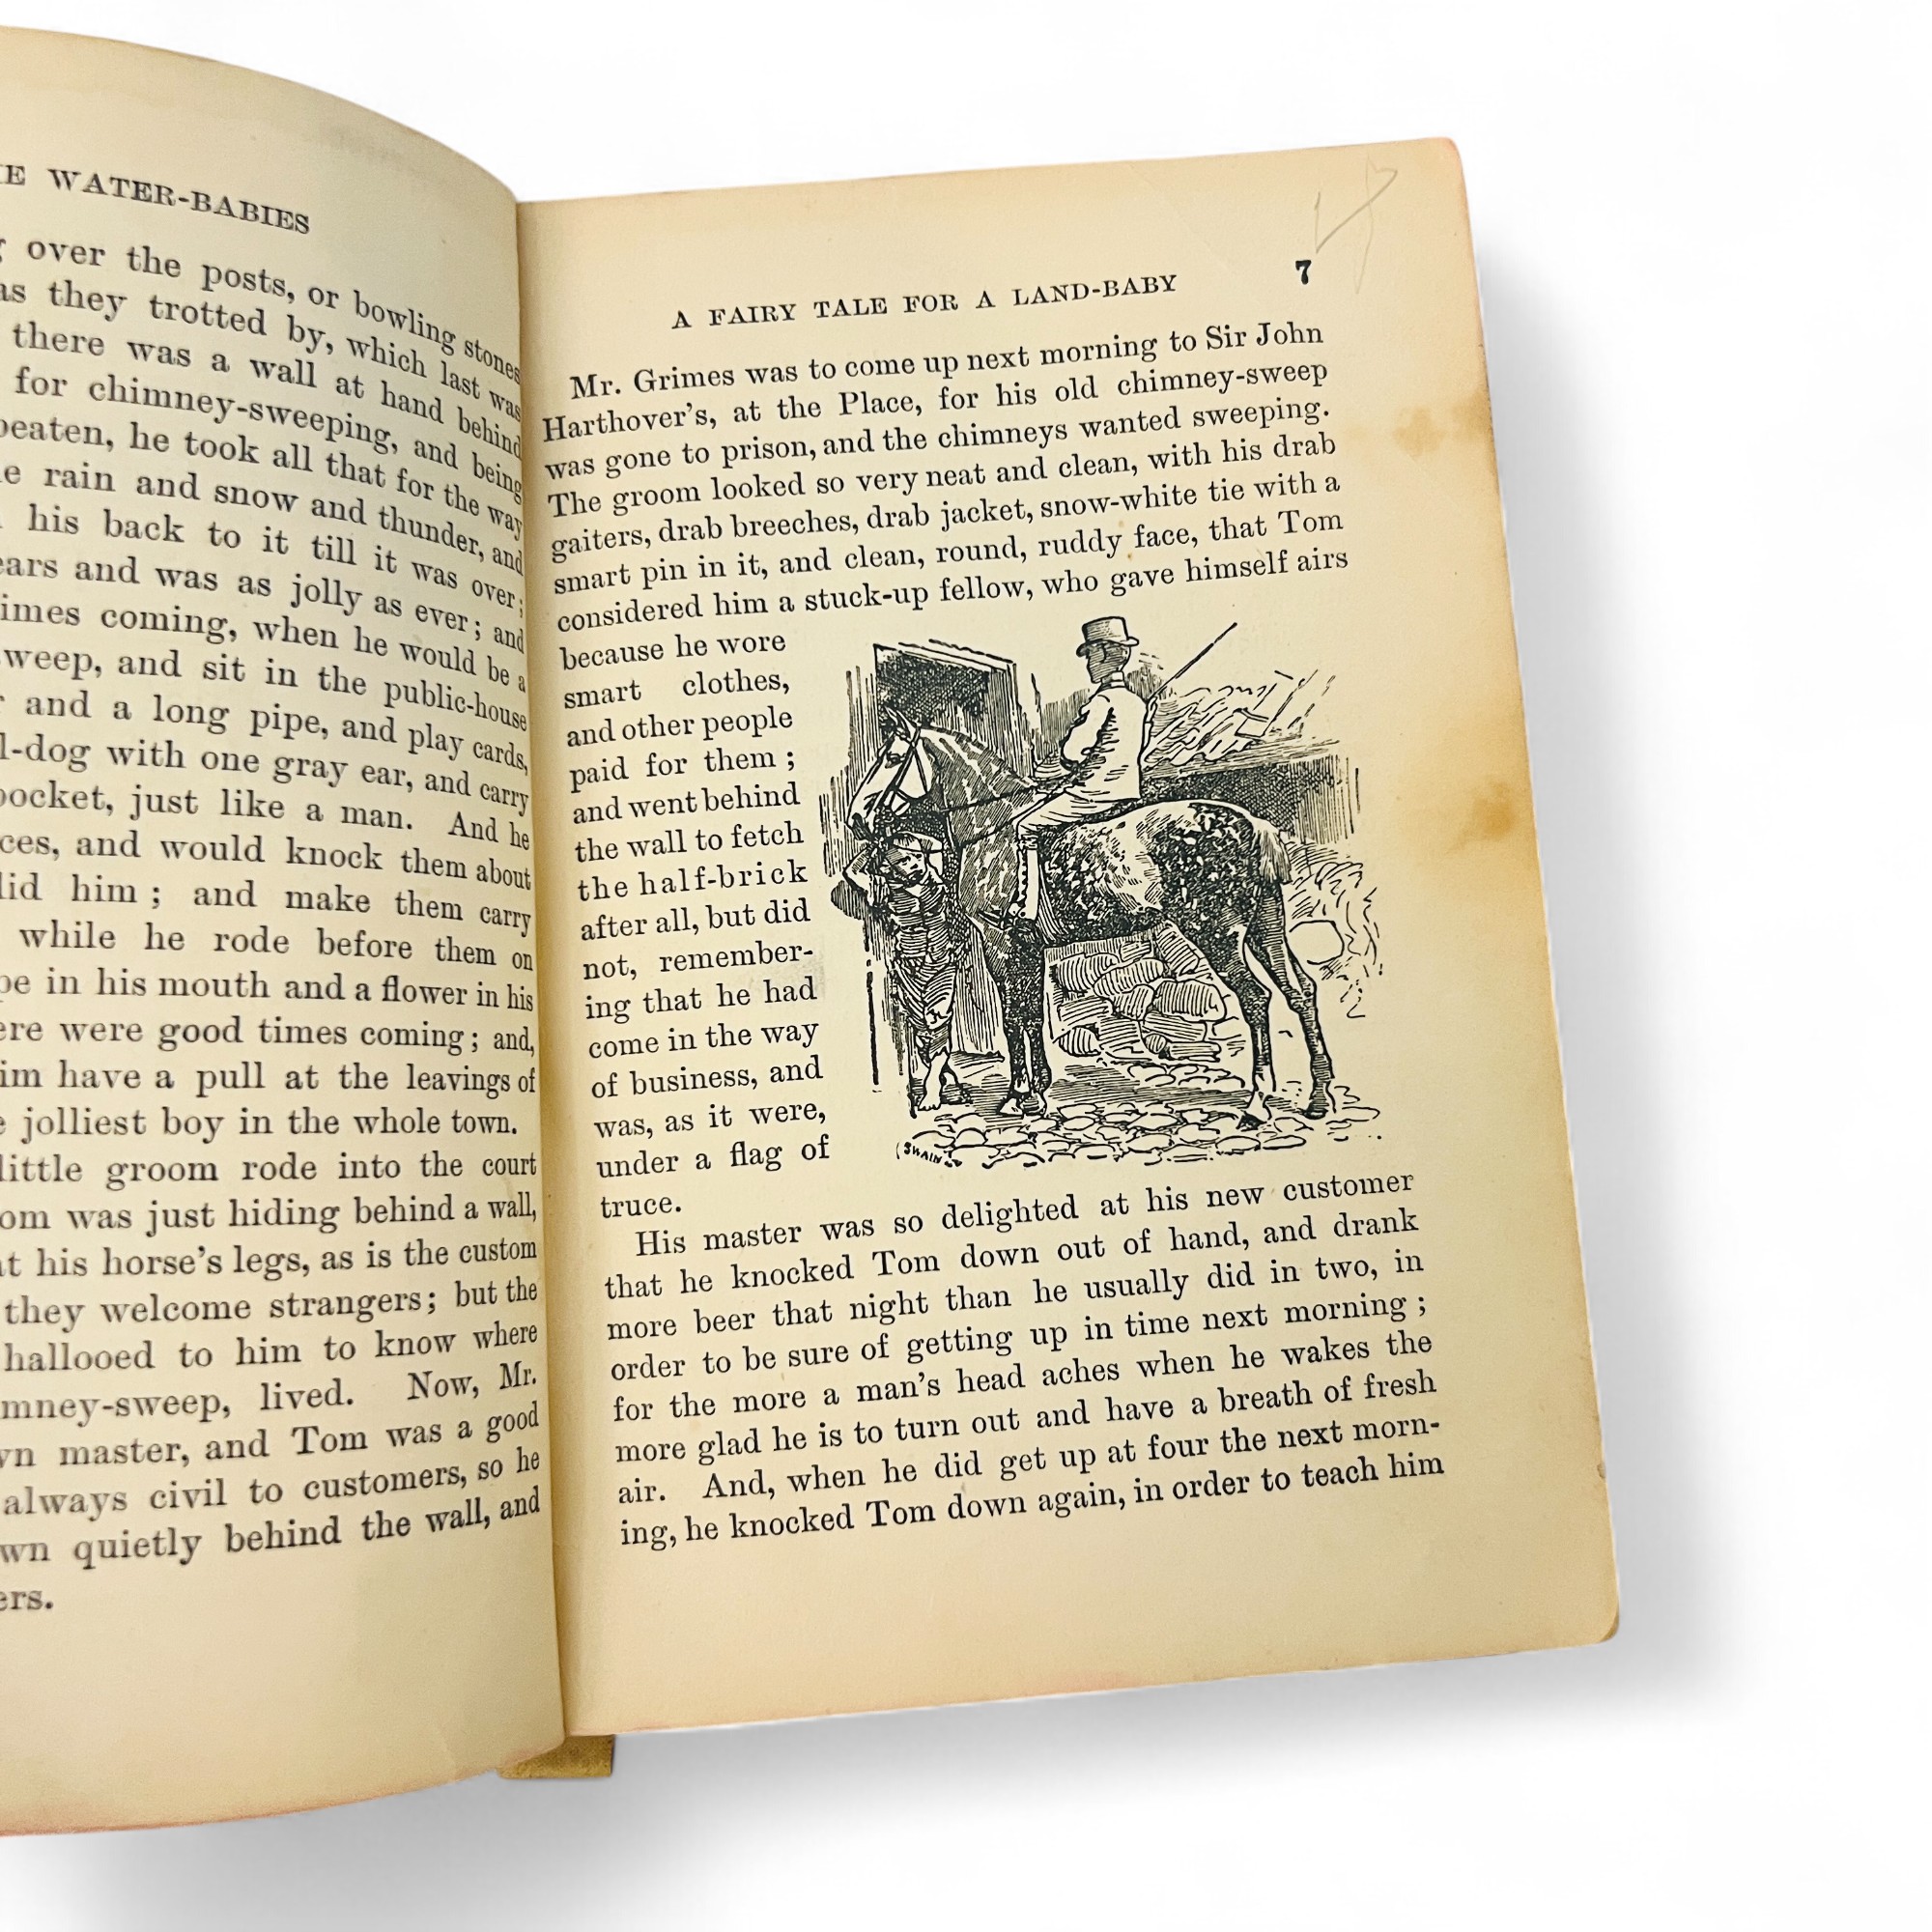 WATER-BABIES
over the posts, or bowling stones
as they trotted by, which last was
there was a wall at hand behind
for chimney-sweeping, and being
beaten, he took all that for the way
rain and snow and thunder, and
his back to it till it was over;
ears and was as jolly as ever; and
coming, when he would be a
sweep, and sit in the public-house
and a long pipe, and play cards,
dog with one gray ear, and carry
pocket, just like a man. And he
and would knock them about
did him; and make them carry
while he rode before them on
in his mouth and a flower in his
were good times coming; and,
him have a pull at the leavings of
jolliest boy in the whole town.
little groom rode into the court
Tom was just hiding behind a wall,
at his horse's legs, as is the custom
they welcome strangers; but the
hallooed to him to know where
chimney-sweep, lived. Now, Mr.
own master, and Tom was a good
always civil to customers, so he
quietly behind the wall, and
A FAIRY TALE FOR A LAND-BABY 7
Mr. Grimes was to come up next morning to Sir John
Harthover's, at the Place, for his old chimney-sweep
was gone to prison, and the chimneys wanted sweeping.
The groom looked so very neat and clean, with his drab
gaiters, drab breeches, drab jacket, snow-white tie with a
smart pin in it, and clean, round, ruddy face, that Tom
considered him a stuck-up fellow, who gave himself airs
because he wore
smart clothes,
and other people
paid for them;
and went behind
the wall to fetch
the half-brick
after all, but did
not, remember-
ing that he had
come in the way
of business, and
was, as it were,
under a flag of
truce.
SWAIN
His master was so delighted at his new customer
that he knocked Tom down out of hand, and drank
more beer that night than he usually did in two, in
order to be sure of getting up in time next morning;
for the more a man's head aches when he wakes the
more glad he is to turn out and have a breath of fresh
air. And, when he did get up at four the next morn-
ing, he knocked Tom down again, in order to teach him